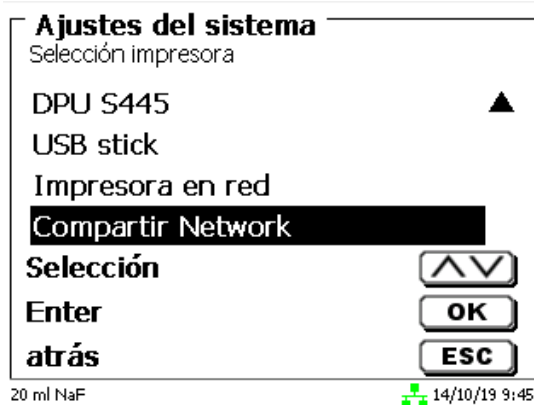 Ajustes del sistema
Selección impresora
DPU S445
USB stick
Impresora en red
Compartir Network
Selección
Enter OK
atrás ESC
20 ml NaF 14/10/19 9:45